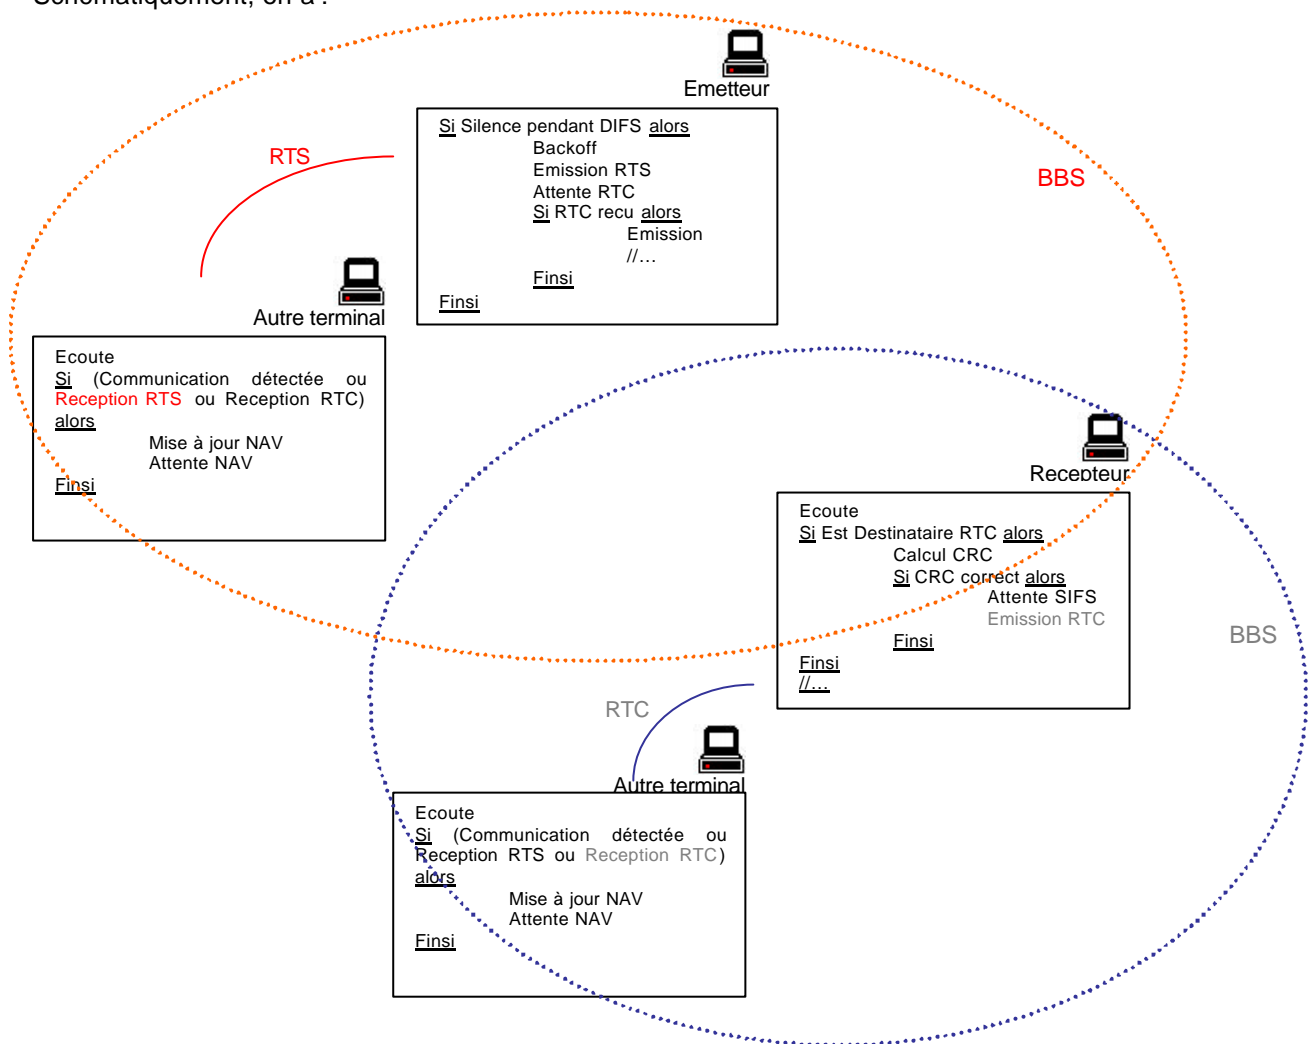 Schématiquement, on a :
Emetteur
Si Silence pendant DIFS alors
Backoff
Emission RTS
Attente RTC
Si RTC recu alors
Emission
//...
Finsi
Finsi
RTS
BBS
Autre terminal
Ecoute
Si (Communication détectée ou
Reception RTS ou Reception RTC)
alors
Mise à jour NAV
Attente NAV
Finsi
Recepteur
Ecoute
Si Est Destinataire RTC alors
Calcul CRC
Si CRC correct alors
Attente SIFS
Emission RTC
Finsi
Finsi
//...
BBS
RTC
Autre terminal
Ecoute
Si (Communication détectée ou
Reception RTS ou Reception RTC)
alors
Mise à jour NAV
Attente NAV
Finsi